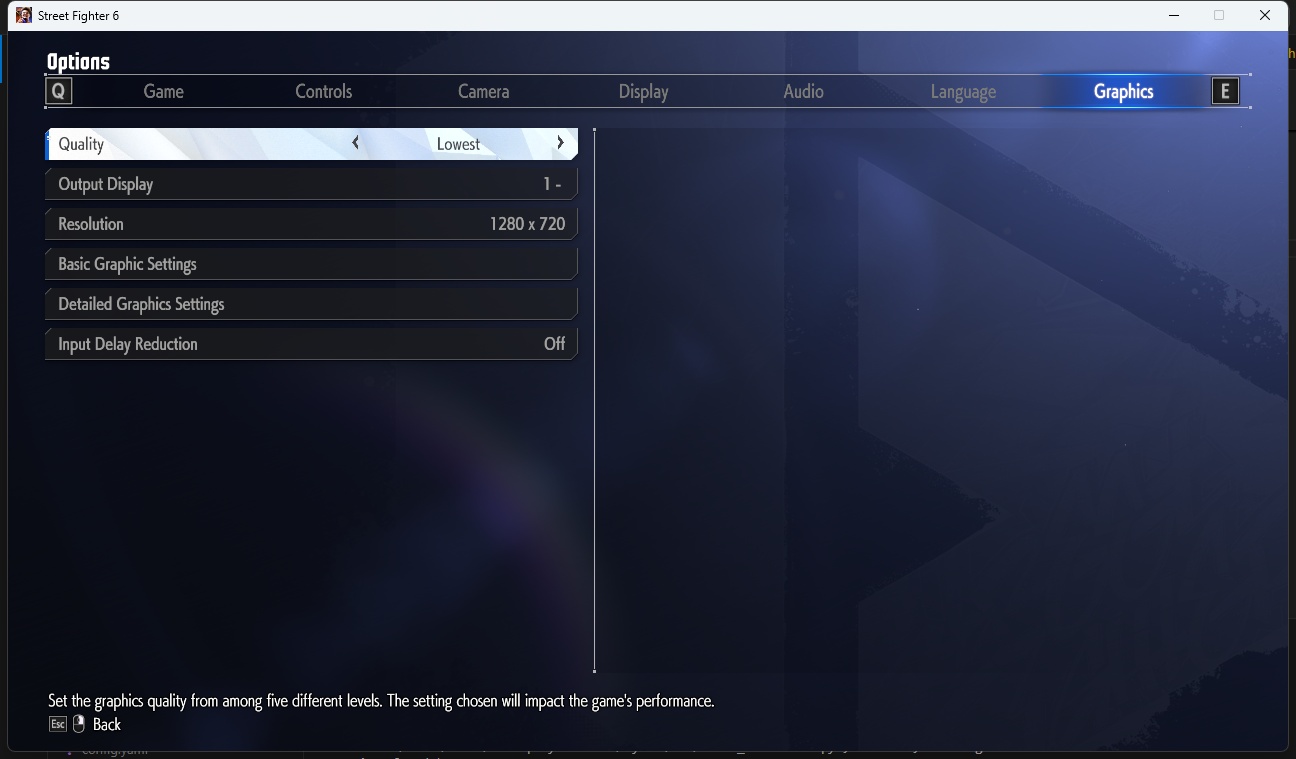 Street Fighter 6
Options
Q Game Controls Camera Display Audio Language Graphics E
Quality Lowest
Output Display 1 -
Resolution 1280 x 720
Basic Graphic Settings
Detailed Graphics Settings
Input Delay Reduction Off
Set the graphics quality from among five different levels. The setting chosen will impact the game's performance.
Esc Back